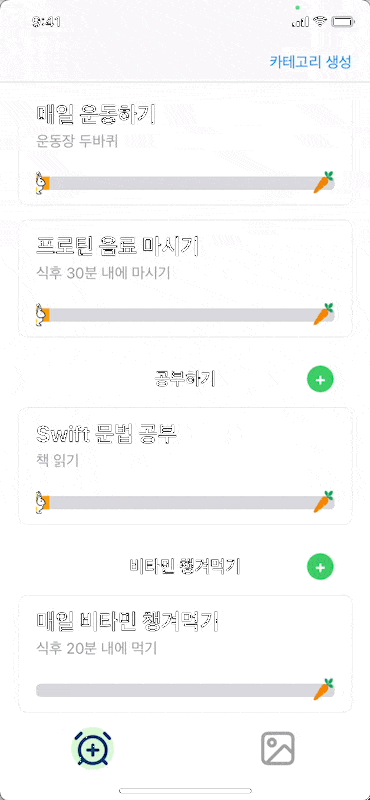 9:41
카테고리 생성
매일 운동하기
운동장 두바퀴
프로틴 음료 마시기
식후 30분 내에 마시기
공부하기
Swift 문법 공부
책 읽기
비타민 챙겨먹기
매일 비타민 챙겨먹기
식후 20분 내에 먹기